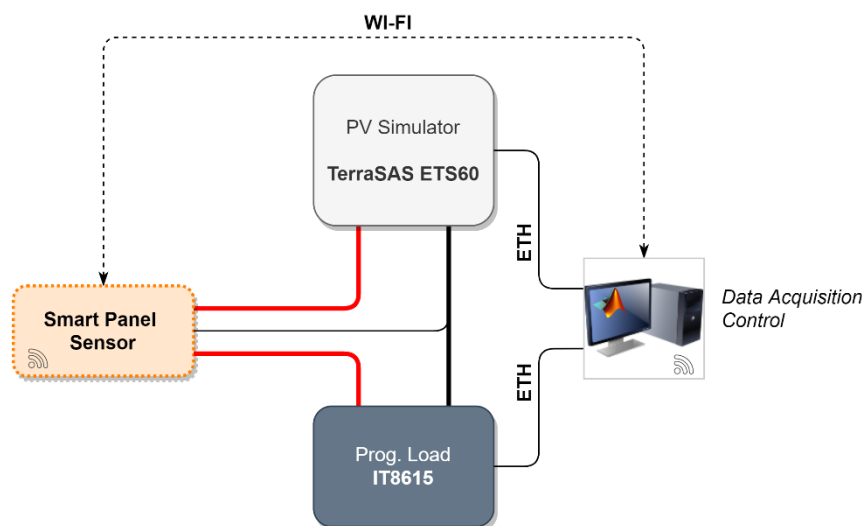 WI-FI
PV Simulator
TerraSAS ETS60
ETH
Smart Panel
Sensor
Data Acquisition
Control
ETH
Prog. Load
IT8615